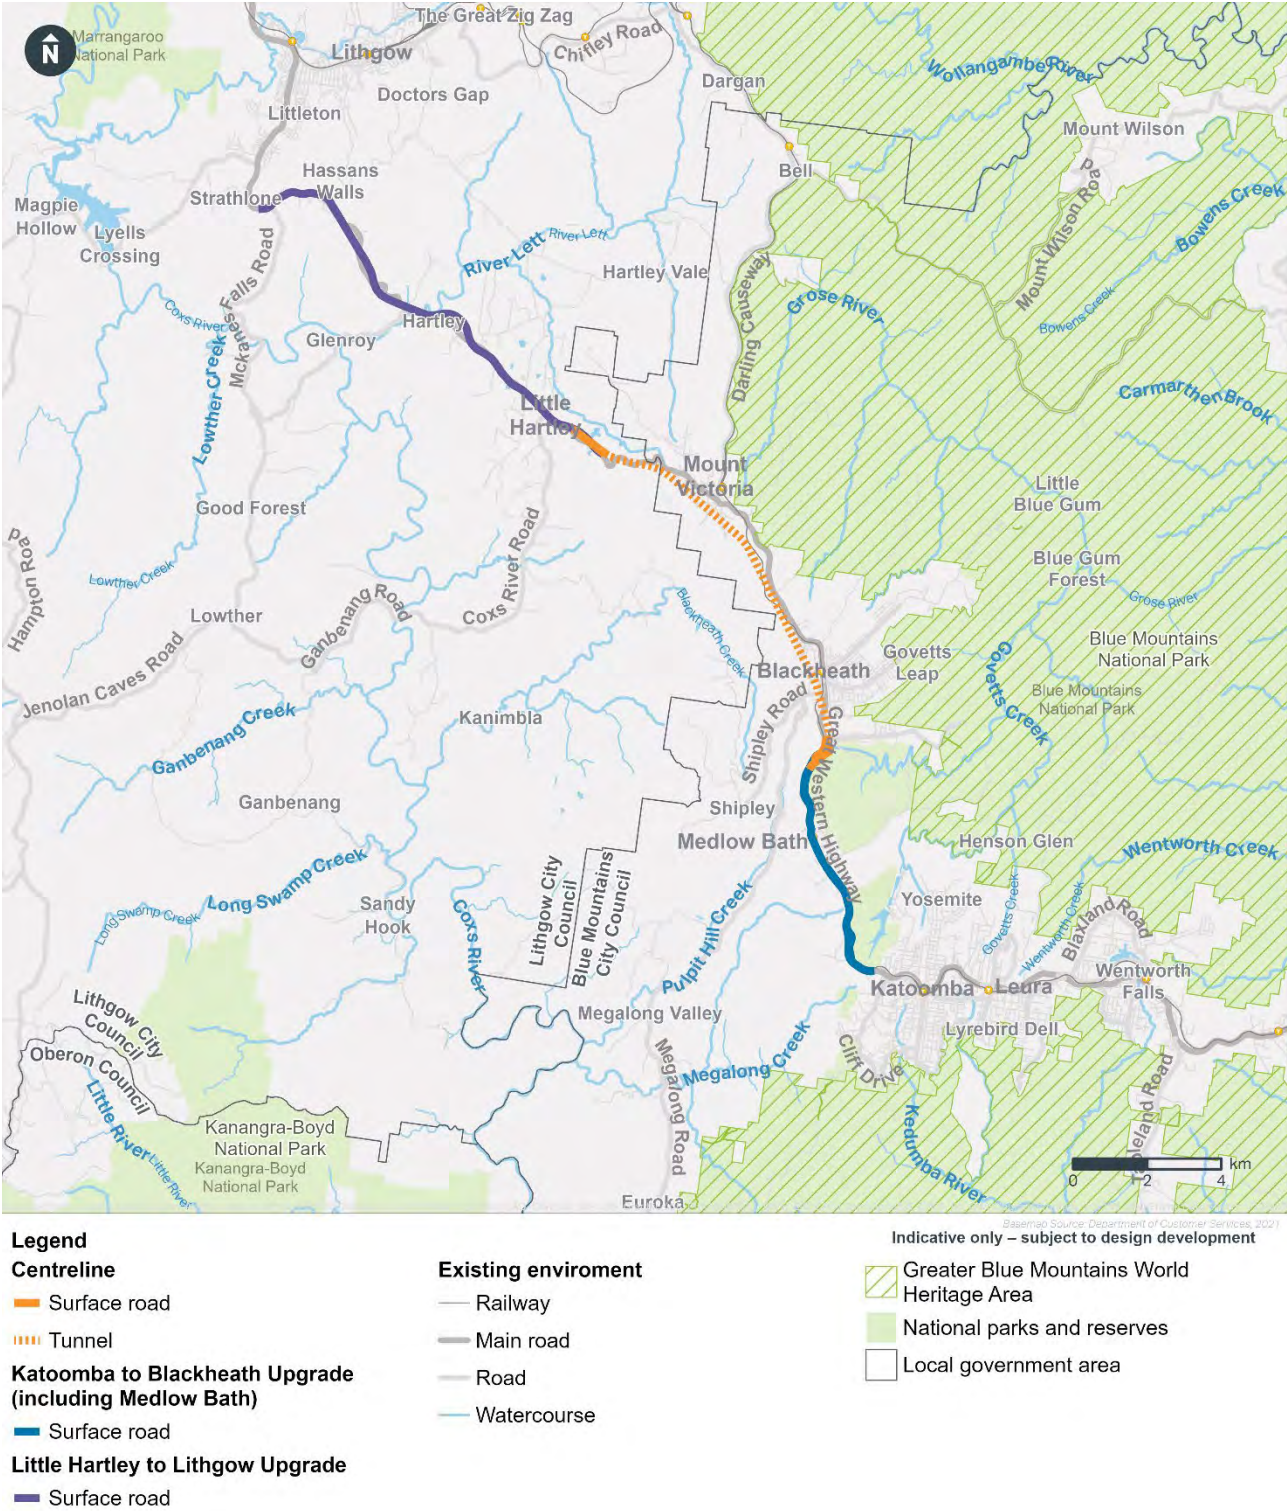 N
Marrangaroo
National Park
The Great Zig Zag
Lithgow
Chifley Road
Doctors Gap
Dargan
Wollangambe River
Littleton
Mount Wilson
Bell
Hassans
Walls
Strathlone
Magpie
Hollow
Lyells
Crossing
Mount Wilson Road
Bowens Creek
River Lett
River Lett
Hartley Vale
Mckanes Falls Road
Darling Causeway
Grose River
Bowens Creek
Coxs River
Hartley
Glenroy
Lowther Creek
Carmarthen Brook
Little
Hartley
Mount
Victoria
Little
Blue Gum
Good Forest
Hampton Road
Coxs River Road
Blue Gum
Forest
Lowther Creek
Grose River
Lowther
Ganbenang Road
Blackheath Creek
Blue Mountains
National Park
Govetts
Leap
Govetts Creek
Blackheath
Blue Mountains
National Park
Jenolan Caves Road
Kanimbla
Ganbenang Creek
Shipley Road
Great Western Highway
Ganbenang
Shipley
Medlow Bath
Henson Glen
Wentworth Creek
Long Swamp Creek
Long Swamp Creek
Lithgow City
Council
Blue Mountains
City Council
Sandy
Hook
Coxs River
Pulpit Hill Creek
Yosemite
Govetts Creek
Wentworth Creek
Blaxland Road
Wentworth
Falls
Katoomba
Leura
Lithgow City
Council
Megalong Valley
Lyrebird Dell
Oberon Council
Megalong Creek
Cliff Drive
Little River
Little River
Megalong Road
Kedumba River
Kanangra-Boyd
National Park
Kanangra-Boyd
National Park
leland Road
Euroka
km
0 2 4
Basemap Source: Department of Customer Services, 2021
Indicative only – subject to design development
Legend
Centreline
Surface road
Tunnel
Katoomba to Blackheath Upgrade
(including Medlow Bath)
Surface road
Little Hartley to Lithgow Upgrade
Surface road
Existing enviroment
Railway
Main road
Road
Watercourse
Greater Blue Mountains World
Heritage Area
National parks and reserves
Local government area